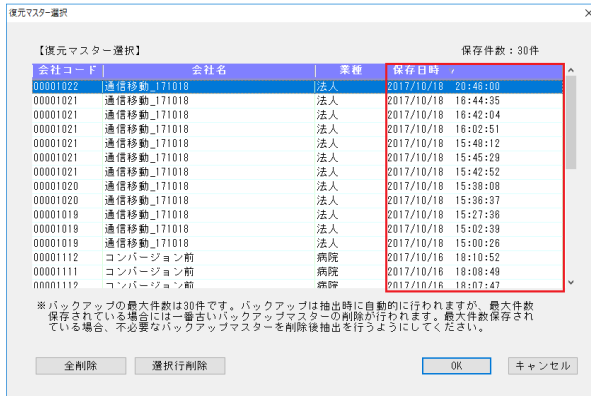 復元マスター選択
【復元マスター選択】 保存件数：30件
会社コード 会社名 業種 保存日時
00001022 通信移動_171018 法人 2017/10/18 20:46:00
00001021 通信移動_171018 法人 2017/10/18 16:44:35
00001021 通信移動_171018 法人 2017/10/18 16:42:04
00001021 通信移動_171018 法人 2017/10/18 16:02:51
00001021 通信移動_171018 法人 2017/10/18 15:48:12
00001021 通信移動_171018 法人 2017/10/18 15:45:29
00001021 通信移動_171018 法人 2017/10/18 15:42:52
00001020 通信移動_171018 法人 2017/10/18 15:38:08
00001020 通信移動_171018 法人 2017/10/18 15:36:37
00001019 通信移動_171018 法人 2017/10/18 15:27:36
00001019 通信移動_171018 法人 2017/10/18 15:02:39
00001019 通信移動_171018 法人 2017/10/18 15:00:26
00001112 コンバージョン前 病院 2017/10/16 18:10:52
00001111 コンバージョン前 病院 2017/10/16 18:08:49
00001112 コンバージョン前 病院 2017/10/16 18:07:47
※バックアップの最大件数は30件です。バックアップは抽出時に自動的に行われますが、最大件数
保存されている場合には一番古いバックアップマスターの削除が行われます。最大件数保存され
ている場合、不必要なバックアップマスターを削除後抽出を行うようにしてください。
全削除 選択行削除 OK キャンセル